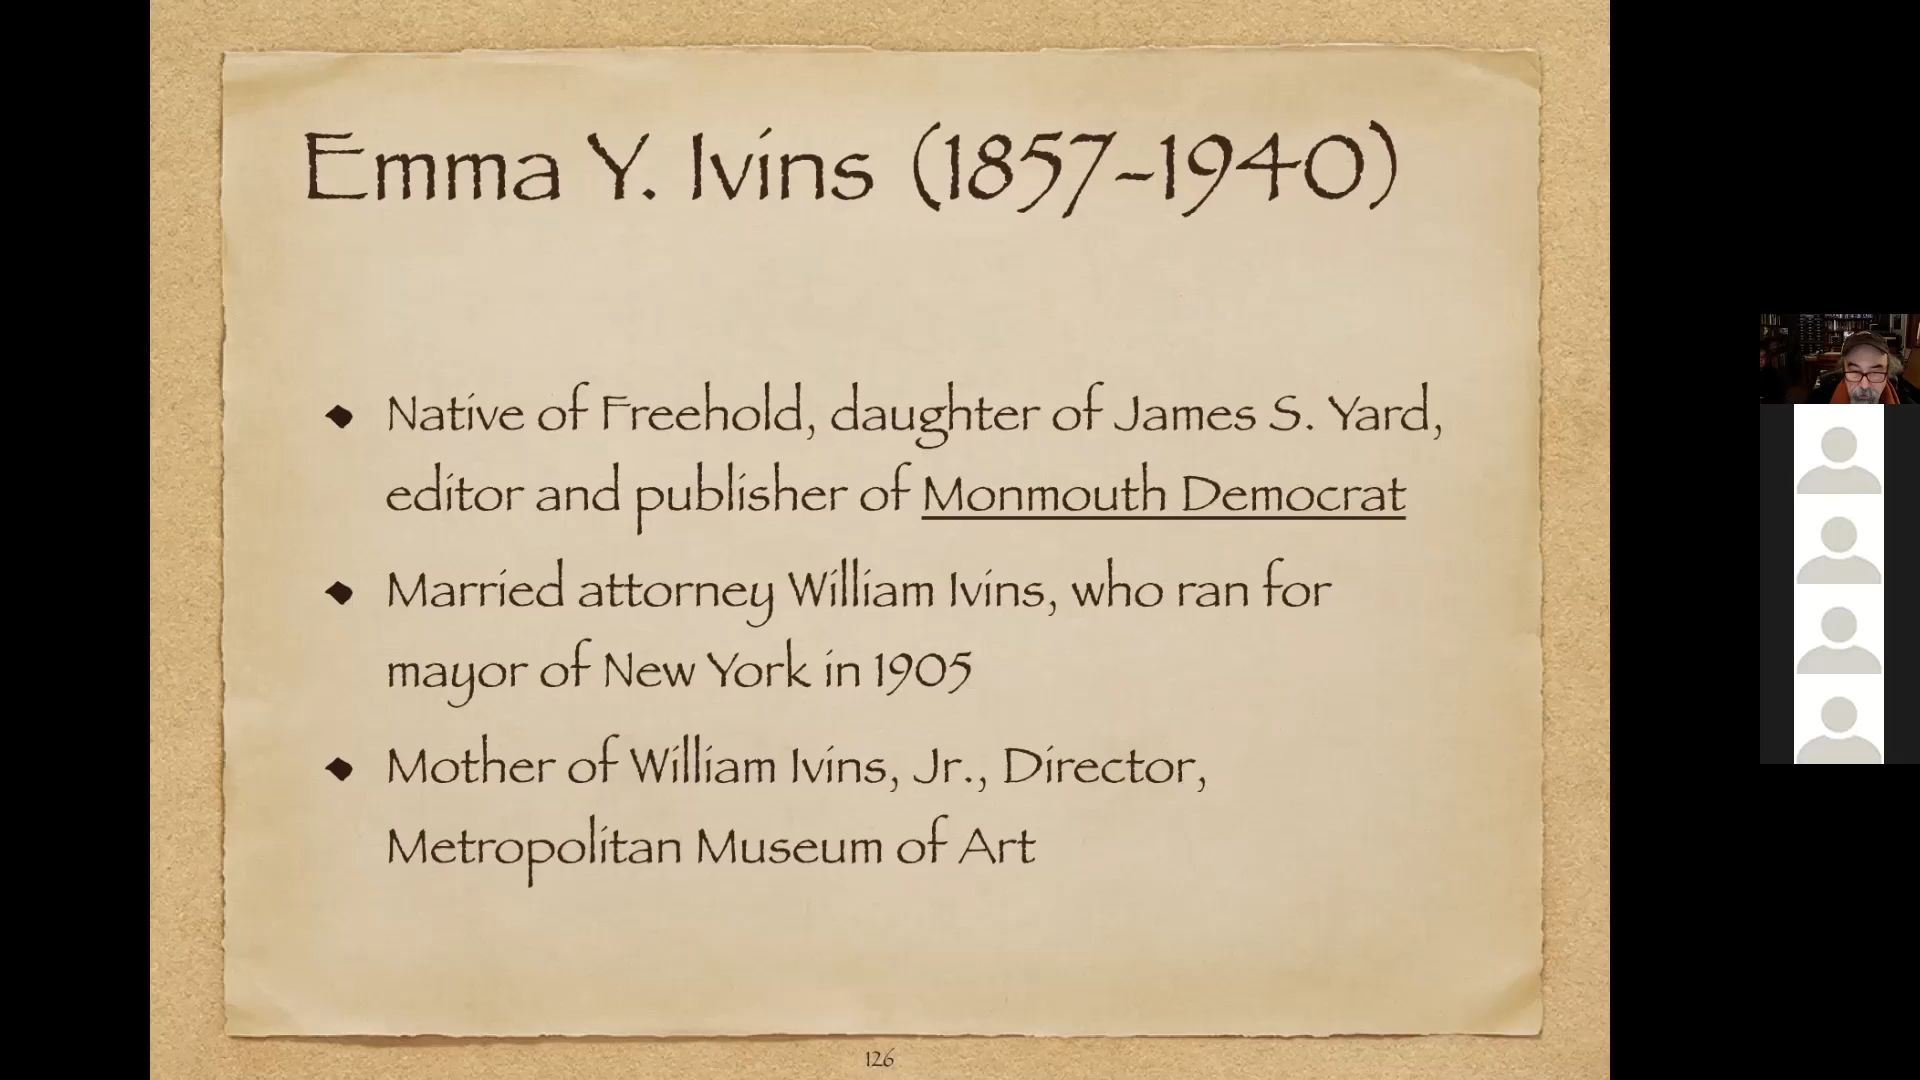 Emma Y. Ivins (1857-1940)
Native of Freehold, daughter of James S. Yard,
editor and publisher of Monmouth Democrat
Married attorney William Ivins, who ran for
mayor of New York in 1905
Mother of William Ivins, Jr., Director,
Metropolitan Museum of Art
126